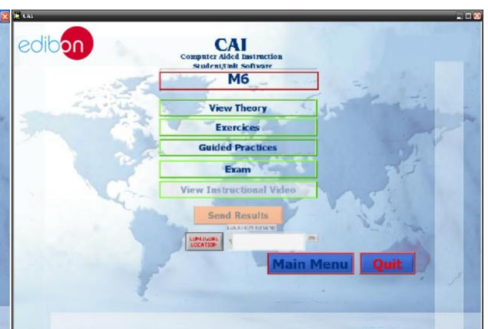 CAI
edibon
CAI
Computer Aided Instruction
Student/Unit Software
M6
View Theory
Exercices
Guided Practices
Exam
View Instructional Video
Send Results
LOCATION
Main Menu
Quit